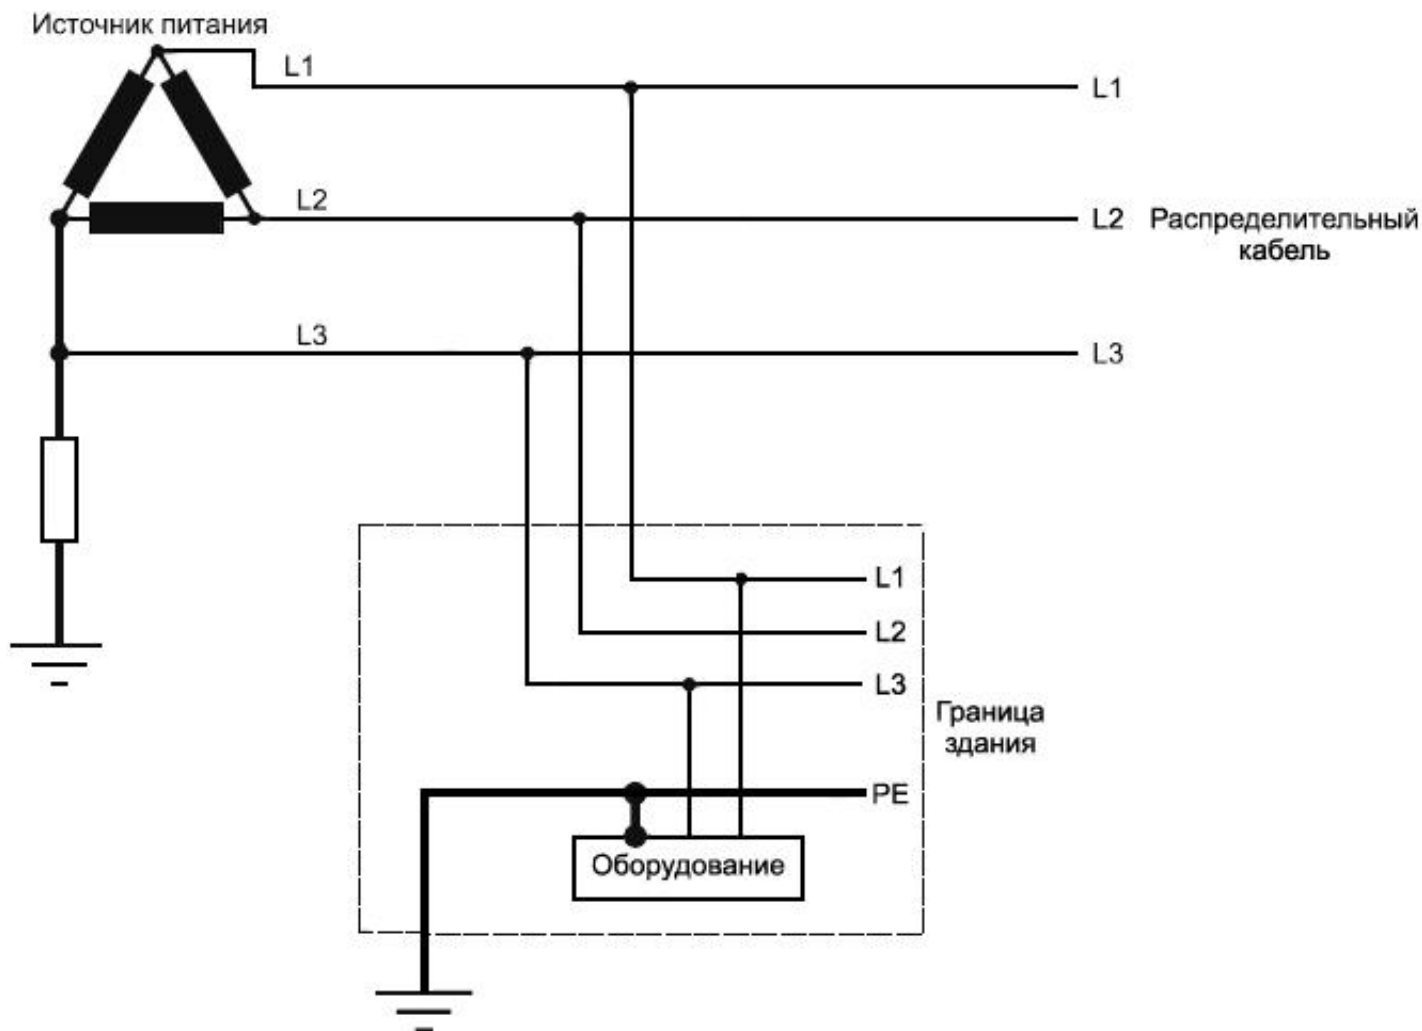 Источник питания
L1
L1
L2
L2
Распределительный
кабель
L3
L3
L1
L2
L3
Граница
здания
PE
Оборудование